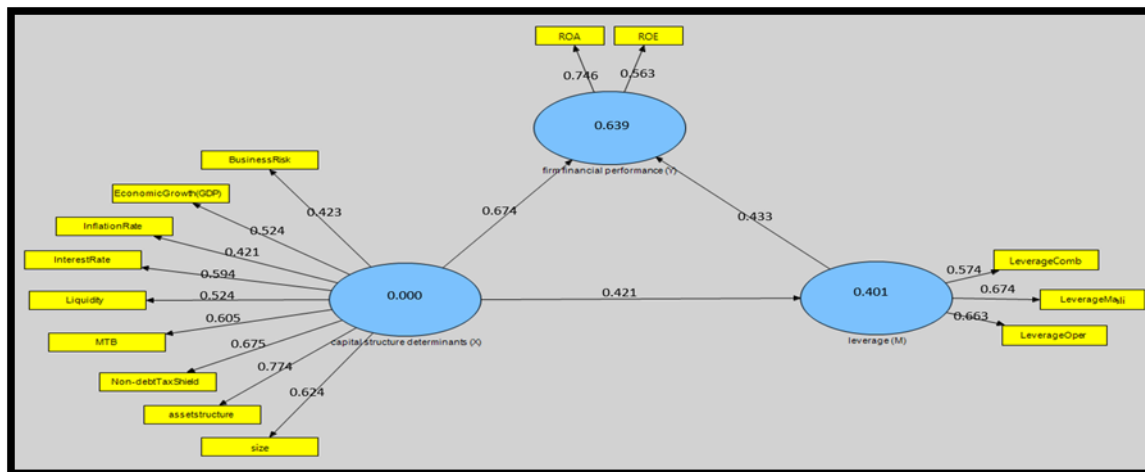 ROA
ROE
0.746
0.563
0.639
firm financial performance (Y)
BusinessRisk
EconomicGrowth(GDP)
0.423
0.524
InflationRate
0.421
InterestRate
0.594
Liquidity
0.524
MTB
0.605
Non-debtTaxShield
0.675
assetstructure
0.774
size
0.624
0.000
capital structure determinants (X)
0.674
0.433
0.421
0.401
leverage (M)
LeverageComb
0.574
0.674
0.663
LeverageOper